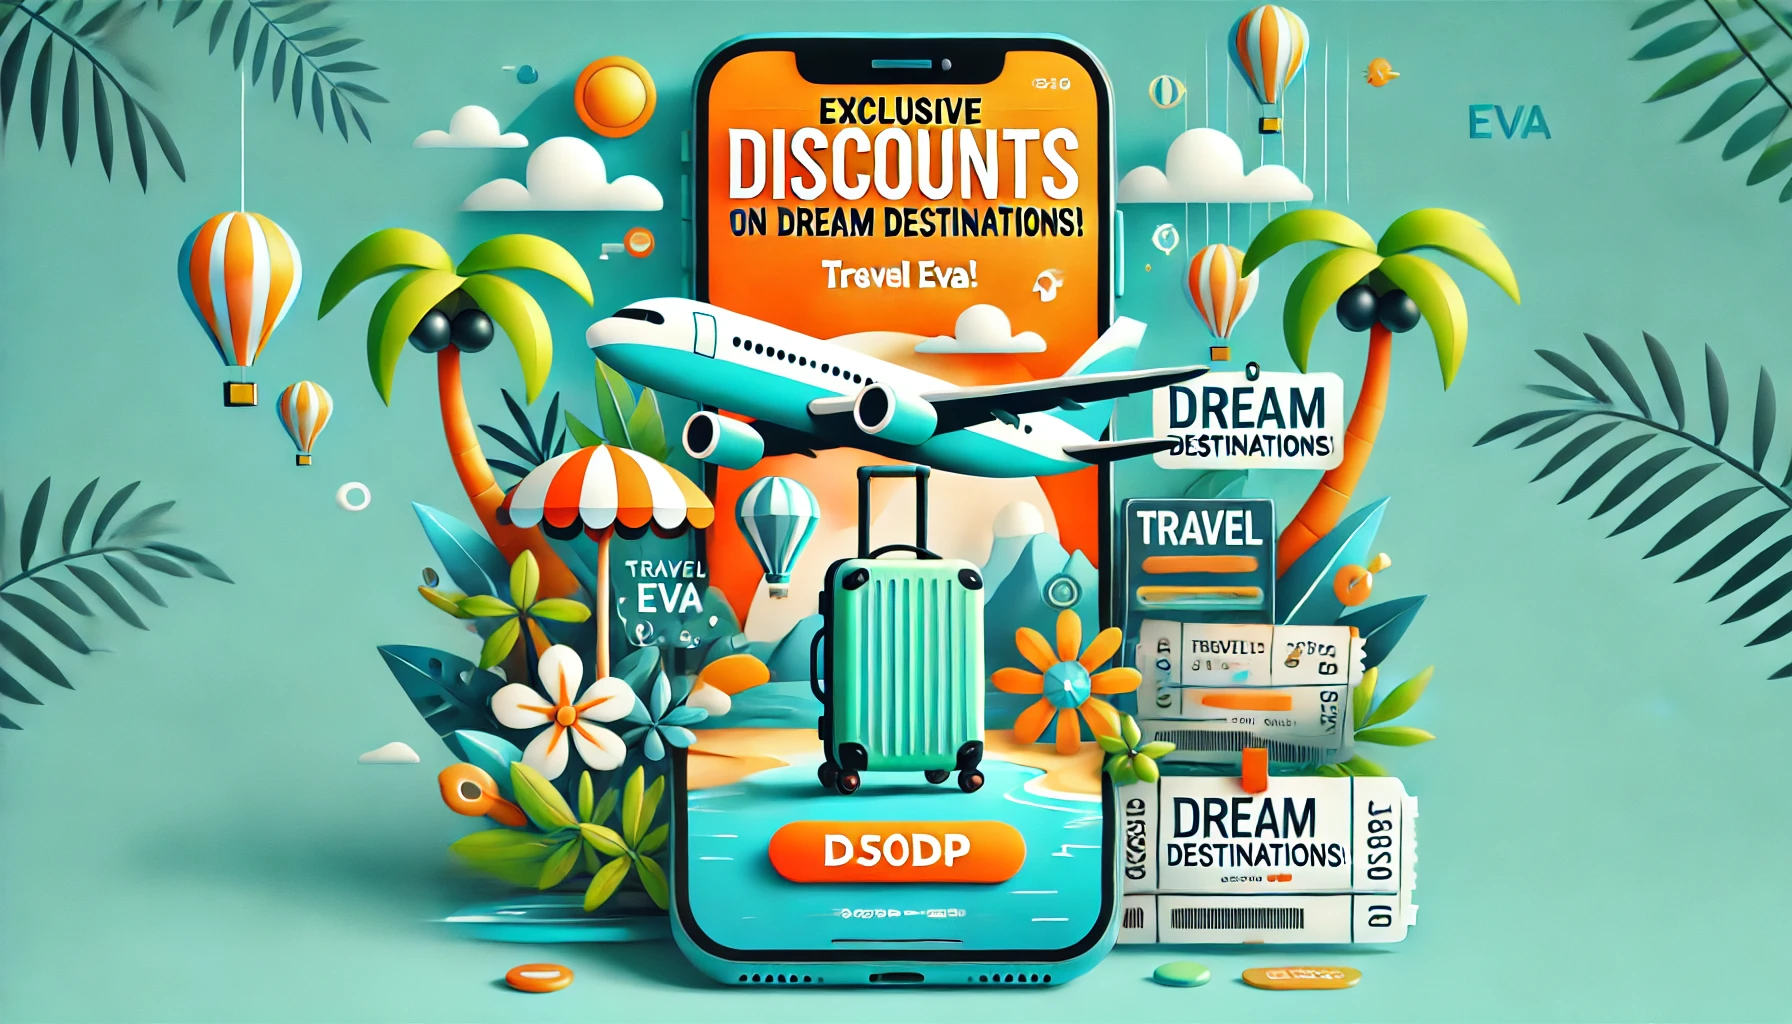 EXCLUSIVE
DISCOUNTS
ON DREAM DESTINATIONS!
Travel Eva!
EVA
DREAM
DESTINATIONS!
TRAVEL
TRAVEL
EVA
DREAM
DESTINATIONS!
DSODP